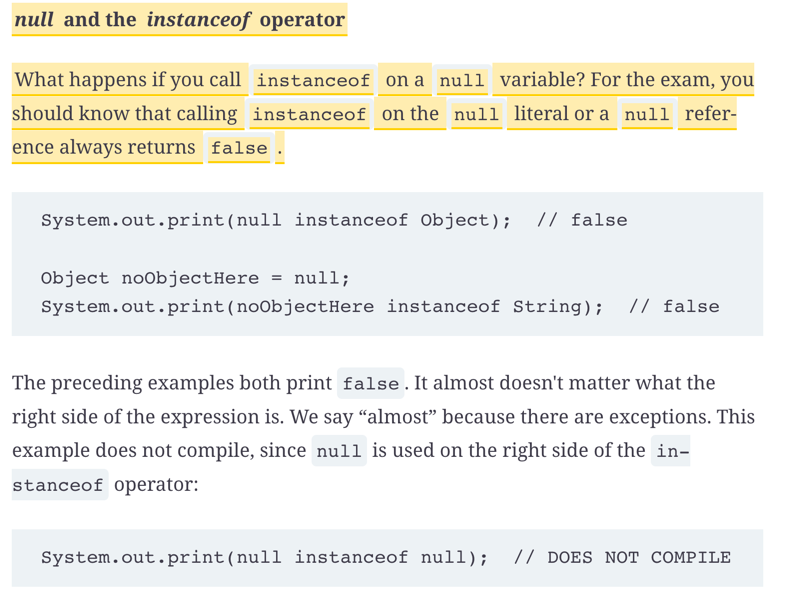 null and the instanceof operator
What happens if you call instanceof on a null variable? For the exam, you
should know that calling instanceof on the null literal or a null refer-
ence always returns false.
System.out.print(null instanceof Object);  // false
Object noObjectHere = null;
System.out.print(noObjectHere instanceof String);  // false
The preceding examples both print false. It almost doesn't matter what the
right side of the expression is. We say “almost” because there are exceptions. This
example does not compile, since null is used on the right side of the in-
stanceof operator:
System.out.print(null instanceof null);  // DOES NOT COMPILE